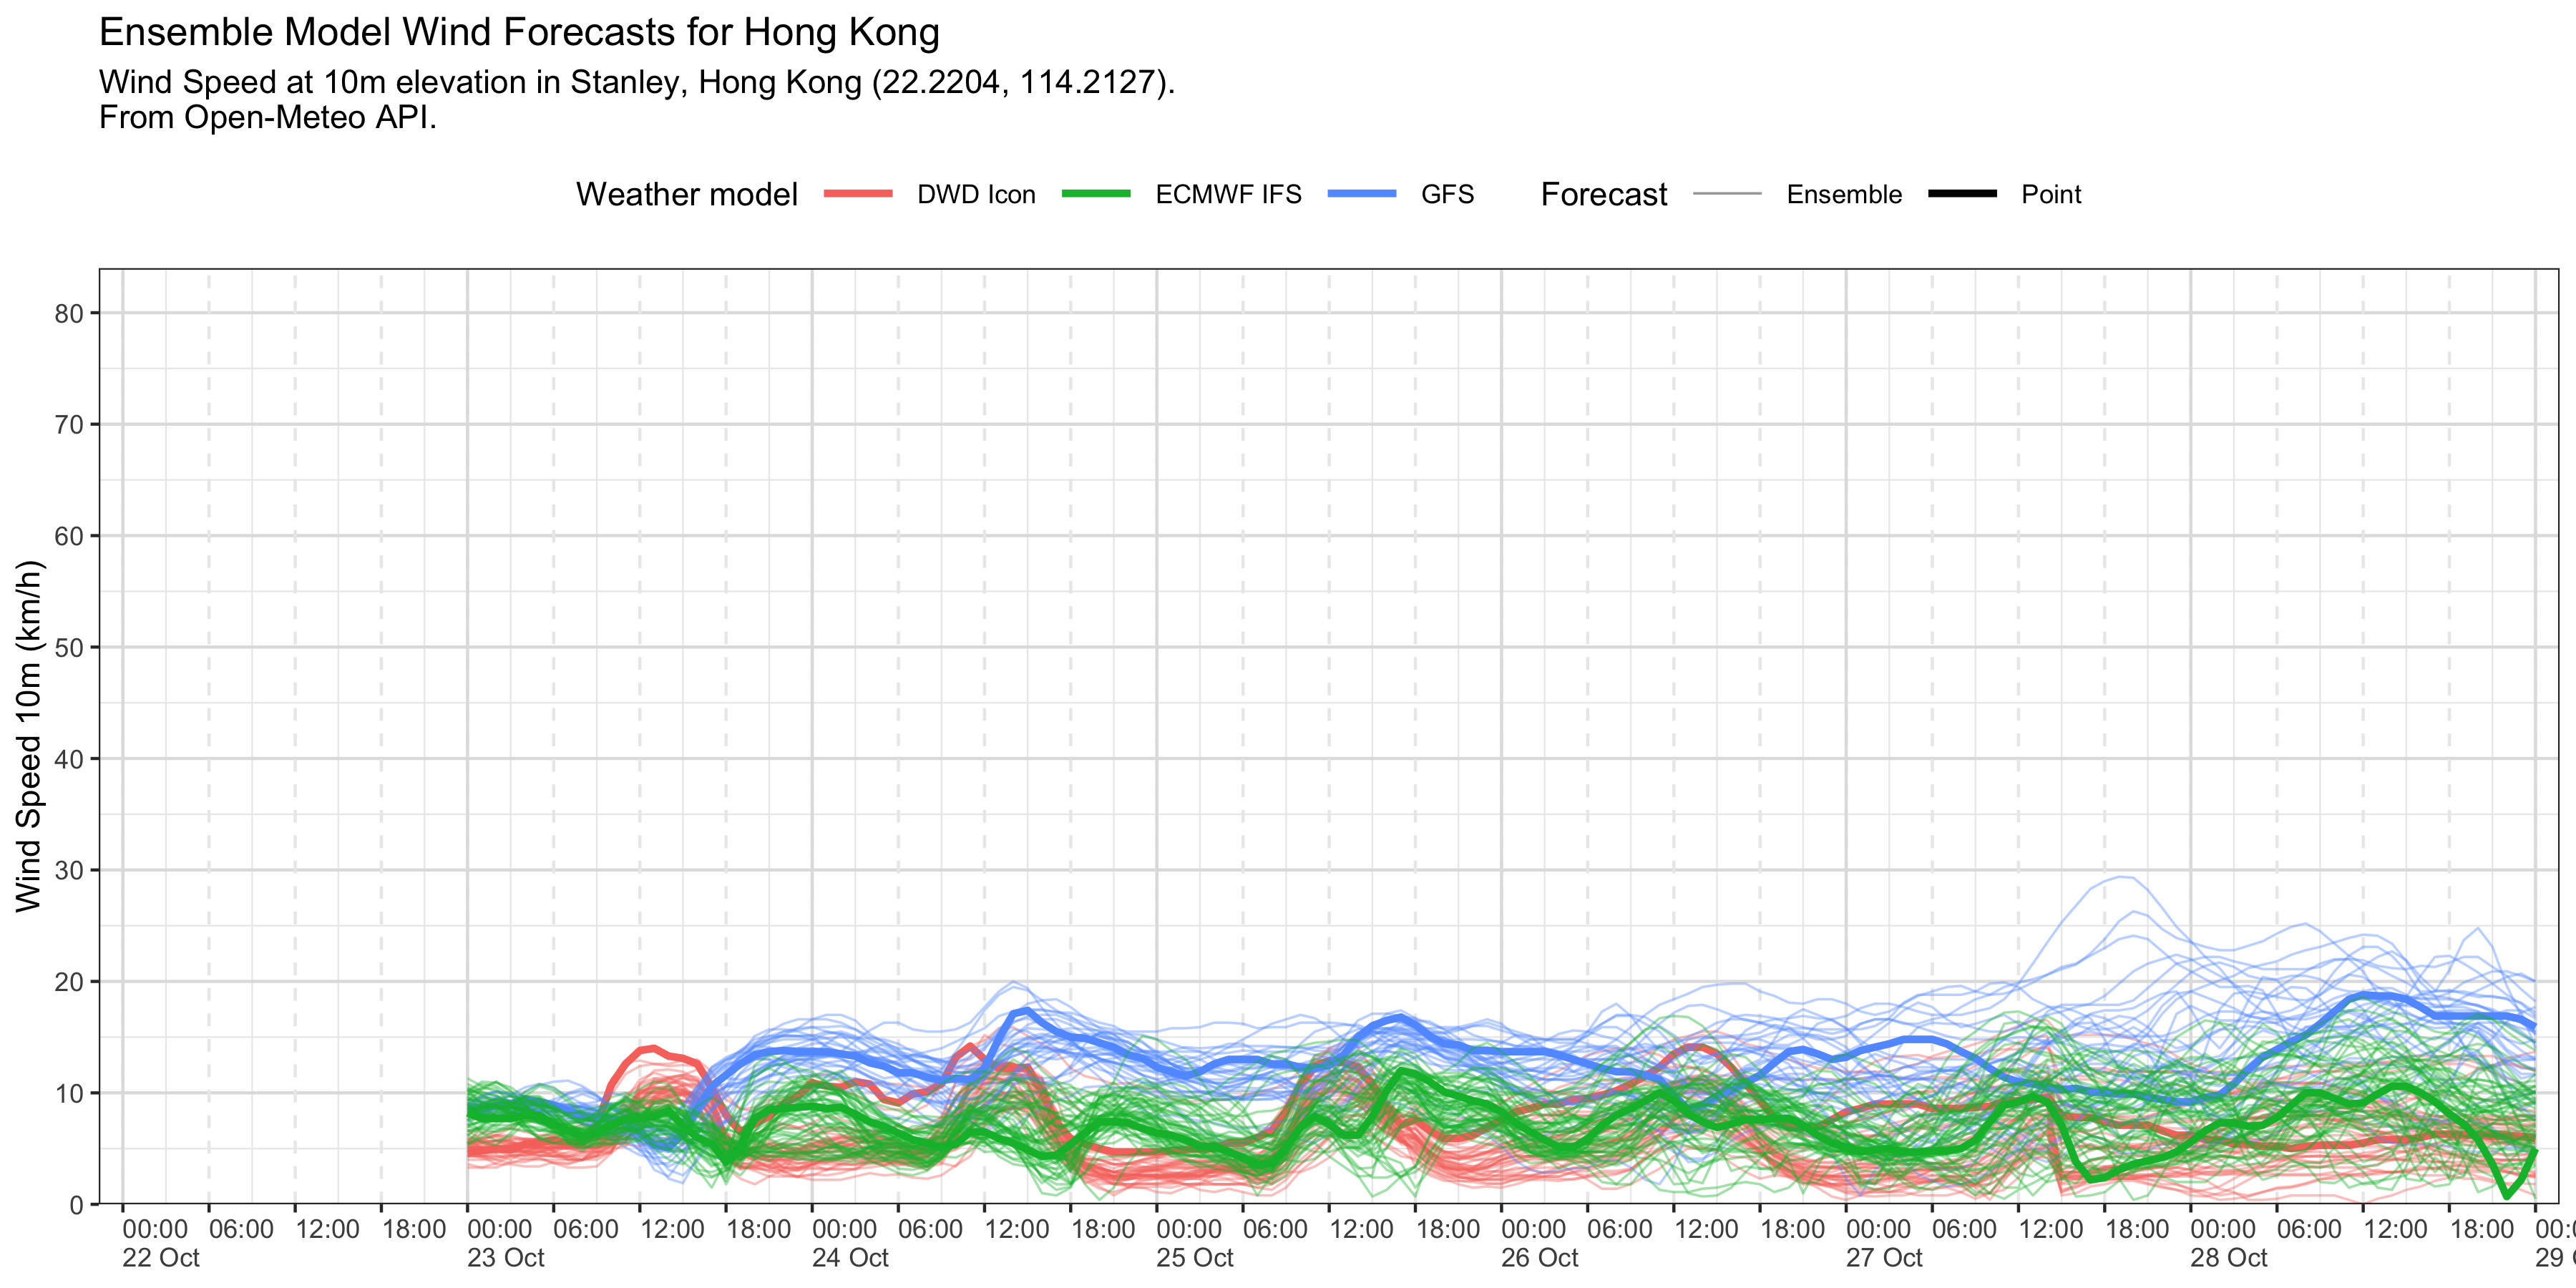 Ensemble Model Wind Forecasts for Hong Kong
Wind Speed at 10m elevation in Stanley, Hong Kong (22.2204, 114.2127).
From Open-Meteo API.
Weather model DWD Icon ECMWF IFS GFS Forecast Ensemble Point
Wind Speed 10m (km/h)
80
70
60
50
40
30
20
10
0
00:00 06:00 12:00 18:00 00:00 06:00 12:00 18:00 00:00 06:00 12:00 18:00 00:00 06:00 12:00 18:00 00:00 06:00 12:00 18:00 00:00 06:00 12:00 18:00 00:00 06:00 12:00 18:00 00:0
22 Oct 23 Oct 24 Oct 25 Oct 26 Oct 27 Oct 28 Oct 29